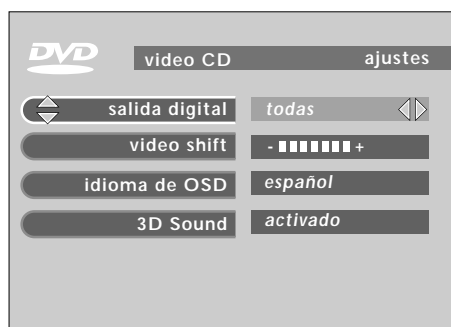 DVD
video CD ajustes
salida digital todas
video shift - +
idioma de OSD español
3D Sound activado